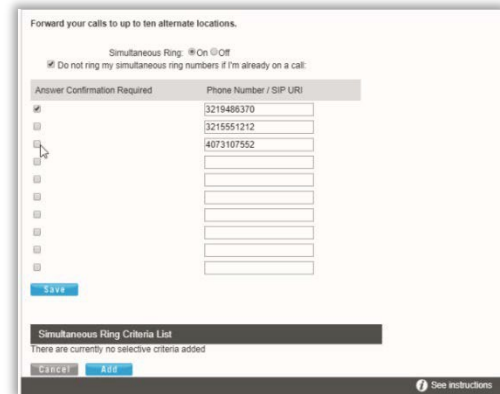 Forward your calls to up to ten alternate locations.
Simultaneous Ring: On Off
Do not ring my simultaneous ring numbers if I'm already on a call:
Answer Confirmation Required Phone Number / SIP URI
3219486370
3215551212
4073107552
Save
Simultaneous Ring Criteria List
There are currently no selective criteria added
Cancel Add
i See instructions